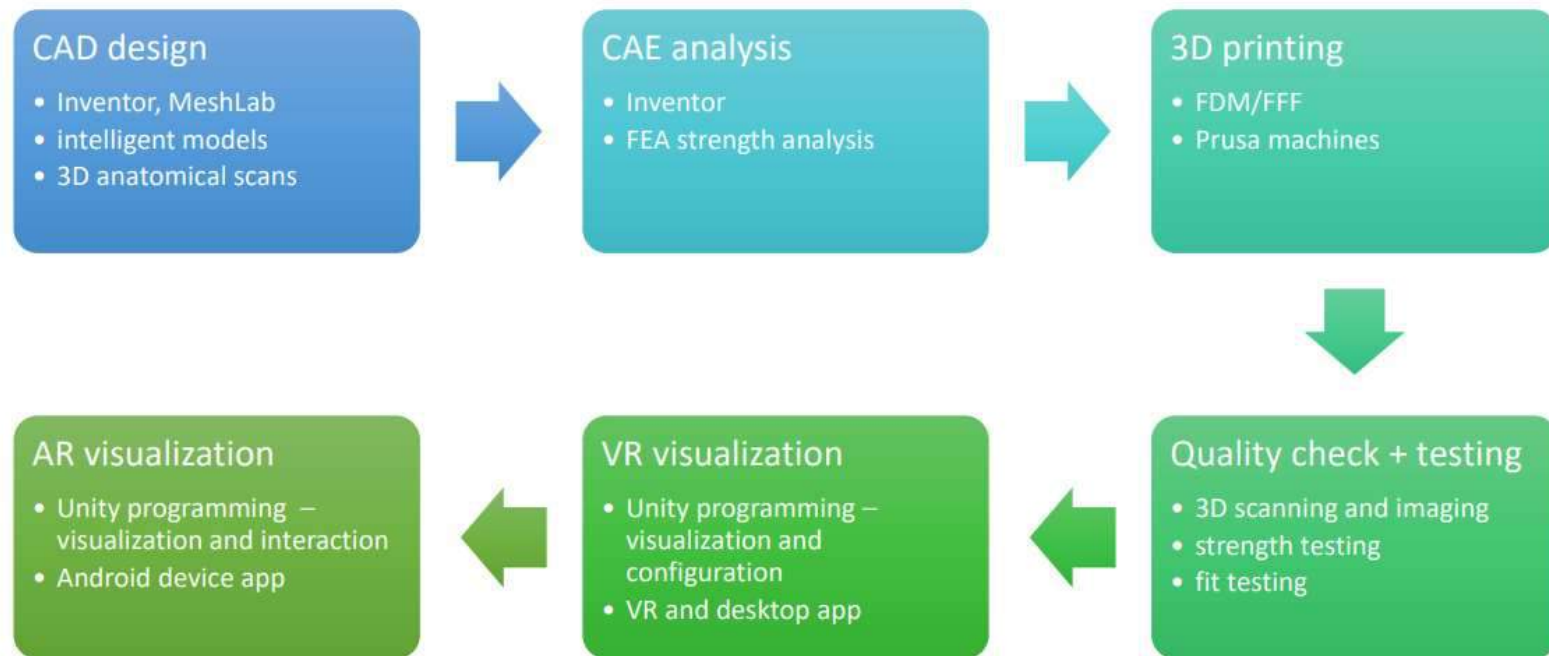 CAD design
• Inventor, MeshLab
• intelligent models
• 3D anatomical scans
CAE analysis
• Inventor
• FEA strength analysis
3D printing
• FDM/FFF
• Prusa machines
Quality check + testing
• 3D scanning and imaging
• strength testing
• fit testing
VR visualization
• Unity programming –
visualization and
configuration
• VR and desktop app
AR visualization
• Unity programming –
visualization and interaction
• Android device app